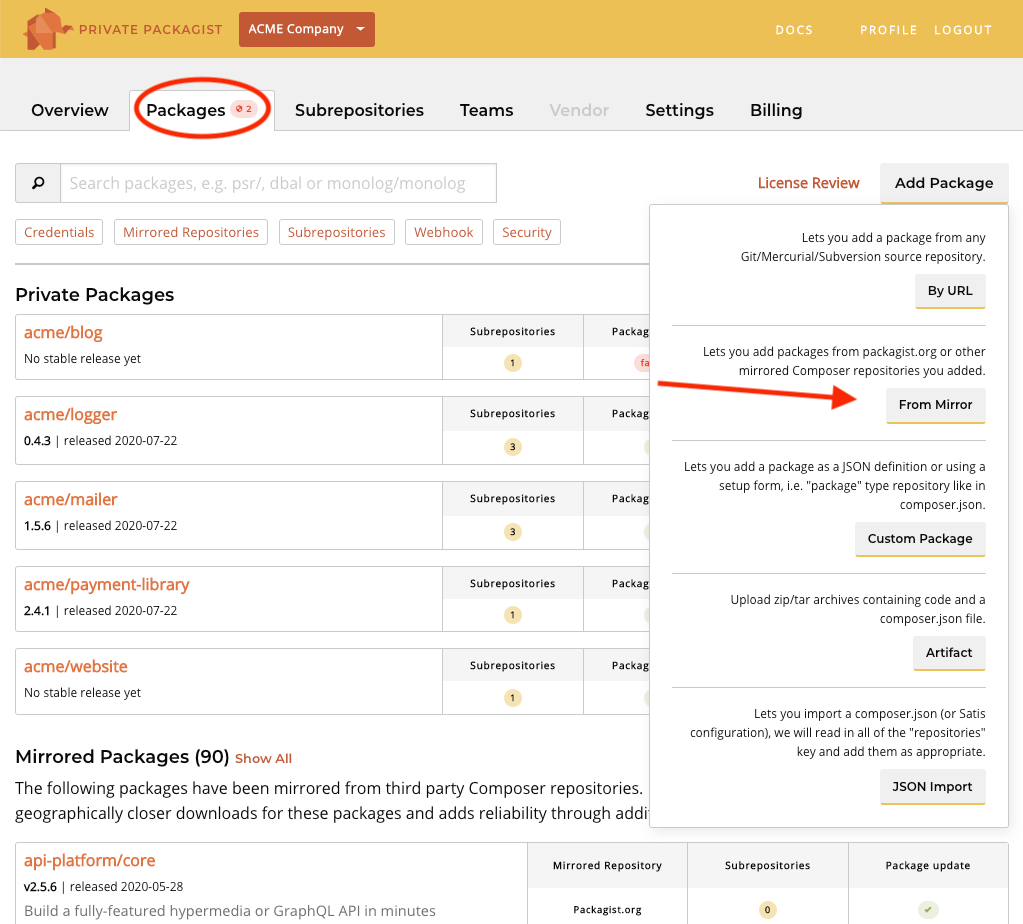 PRIVATE PACKAGIST
ACME Company
DOCS
PROFILE
LOGOUT
Overview
Packages 2
Subrepositories
Teams
Vendor
Settings
Billing
Search packages, e.g. psr/, dbal or monolog/monolog
License Review
Add Package
Credentials
Mirrored Repositories
Subrepositories
Webhook
Security
Lets you add a package from any
Git/Mercurial/Subversion source repository.
By URL
Lets you add packages from packagist.org or other
mirrored Composer repositories you added.
From Mirror
Lets you add a package as a JSON definition or using a
setup form, i.e. "package" type repository like in
composer.json.
Custom Package
Upload zip/tar archives containing code and a
composer.json file.
Artifact
Lets you import a composer.json (or Satis
configuration), we will read in all of the "repositories"
key and add them as appropriate.
JSON Import
Private Packages
acme/blog
No stable release yet
Subrepositories
1
Packag
fa
acme/logger
0.4.3 | released 2020-07-22
Subrepositories
3
Packag
acme/mailer
1.5.6 | released 2020-07-22
Subrepositories
3
Packag
acme/payment-library
2.4.1 | released 2020-07-22
Subrepositories
1
Packag
acme/website
No stable release yet
Subrepositories
1
Packag
Mirrored Packages (90) Show All
The following packages have been mirrored from third party Composer repositories.
geographically closer downloads for these packages and adds reliability through addi
api-platform/core
v2.5.6 | released 2020-05-28
Build a fully-featured hypermedia or GraphQL API in minutes
Mirrored Repository
Packagist.org
Subrepositories
0
Package update